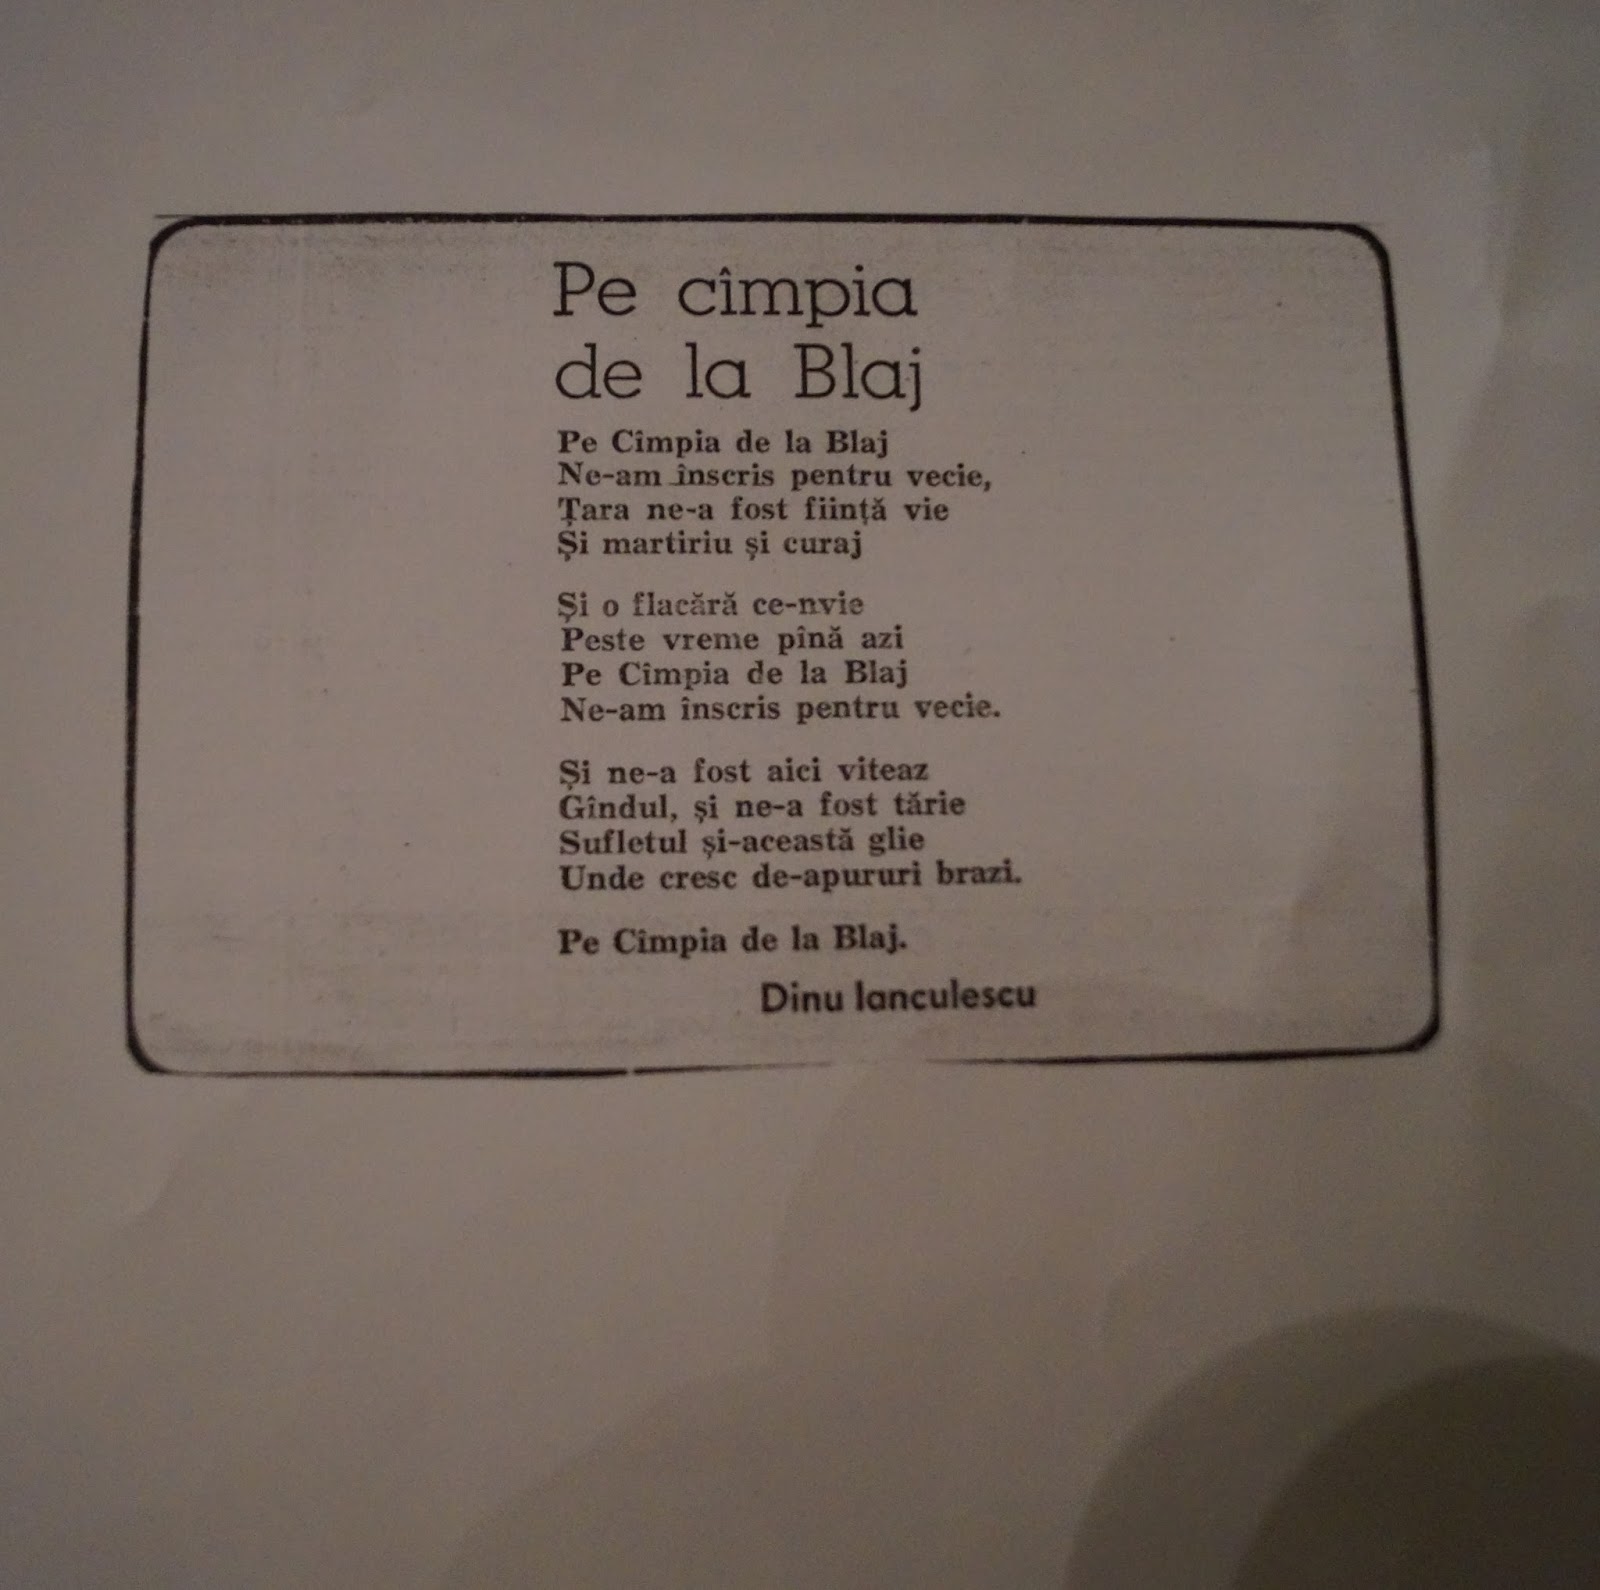 Pe cîmpia
de la Blaj
Pe Cîmpia de la Blaj
Ne-am înscris pentru vecie,
Țara ne-a fost ființă vie
Și martiriu și curaj
Și o flacără ce-nvie
Peste vreme pînă azi
Pe Cîmpia de la Blaj
Ne-am înscris pentru vecie.
Și ne-a fost aici viteaz
Gîndul, și ne-a fost tărie
Sufletul și-această glie
Unde cresc de-apururi brazi.
Pe Cîmpia de la Blaj.
Dinu Ianculescu